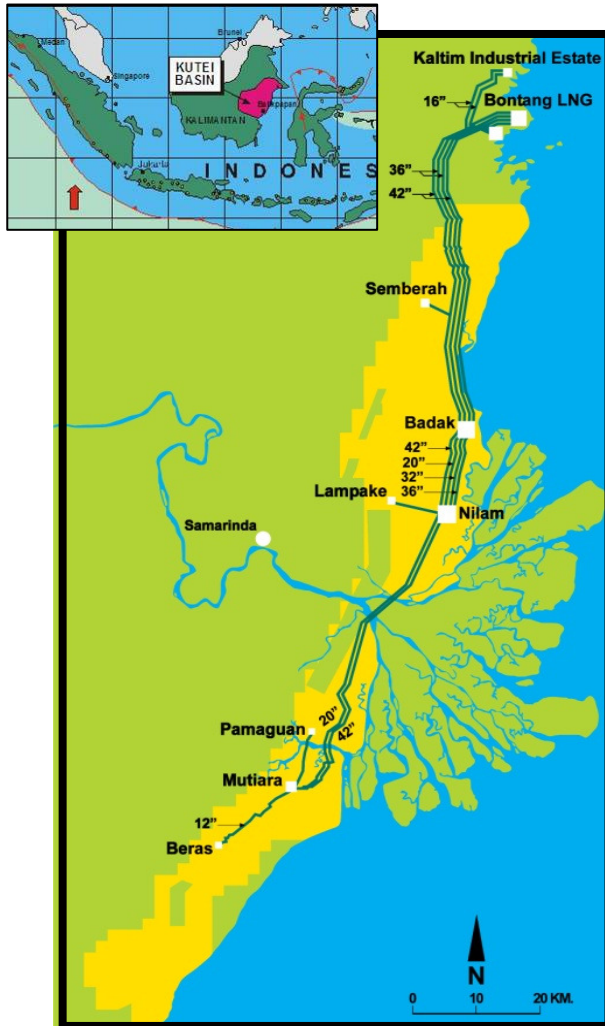 Medan
Brunei
Singapore
KUTEI
BASIN
Balikpapan
KALIMANTAN
Jakarta
INDONES
Kaltim Industrial Estate
16”
Bontang LNG
36”
42”
Semberah
Badak
42”
20”
32”
36”
Lampake
Nilam
Samarinda
20”
42”
Pamaguan
Mutiara
12”
Beras
N
0 10 20 KM.